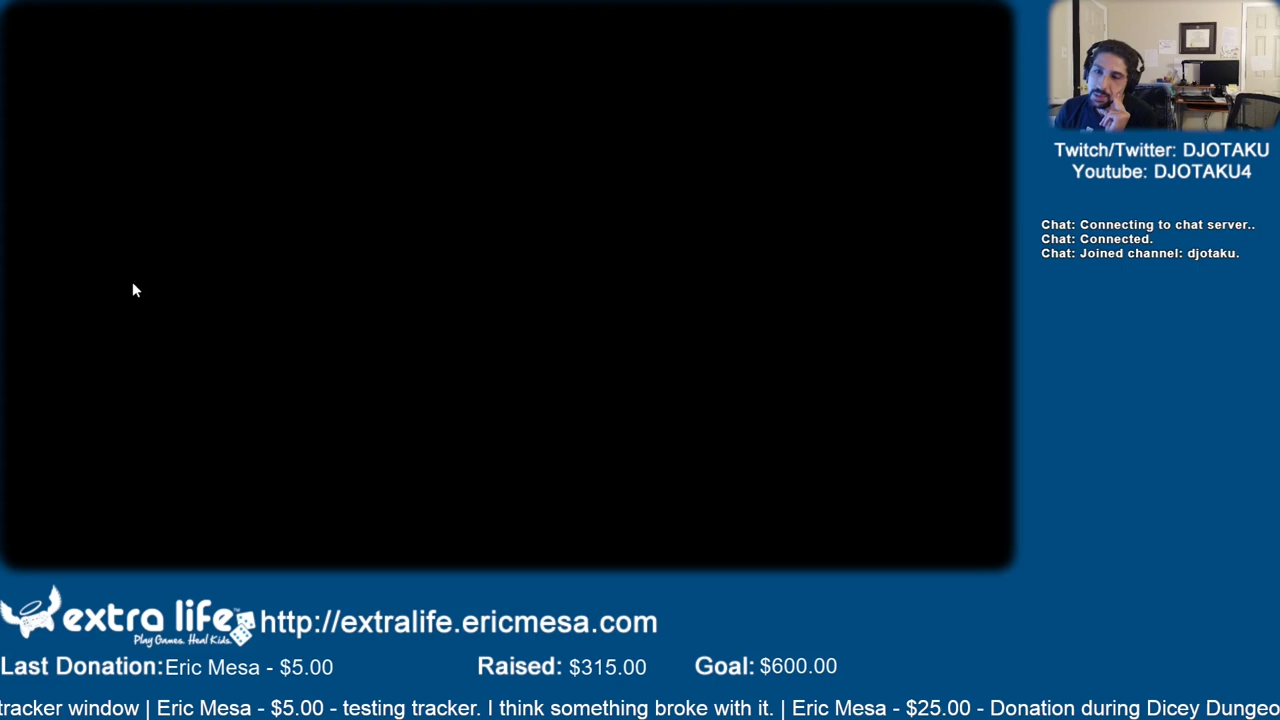 Twitch/Twitter: DJOTAKU
Youtube: DJOTAKU4
Chat: Connecting to chat server..
Chat: Connected.
Chat: Joined channel: djotaku.
extra life
Play Games. Heal Kids.
http://extralife.ericmesa.com
Last Donation: Eric Mesa - $5.00 Raised: $315.00 Goal: $600.00
tracker window | Eric Mesa - $5.00 - testing tracker. I think something broke with it. | Eric Mesa - $25.00 - Donation during Dicey Dungeo